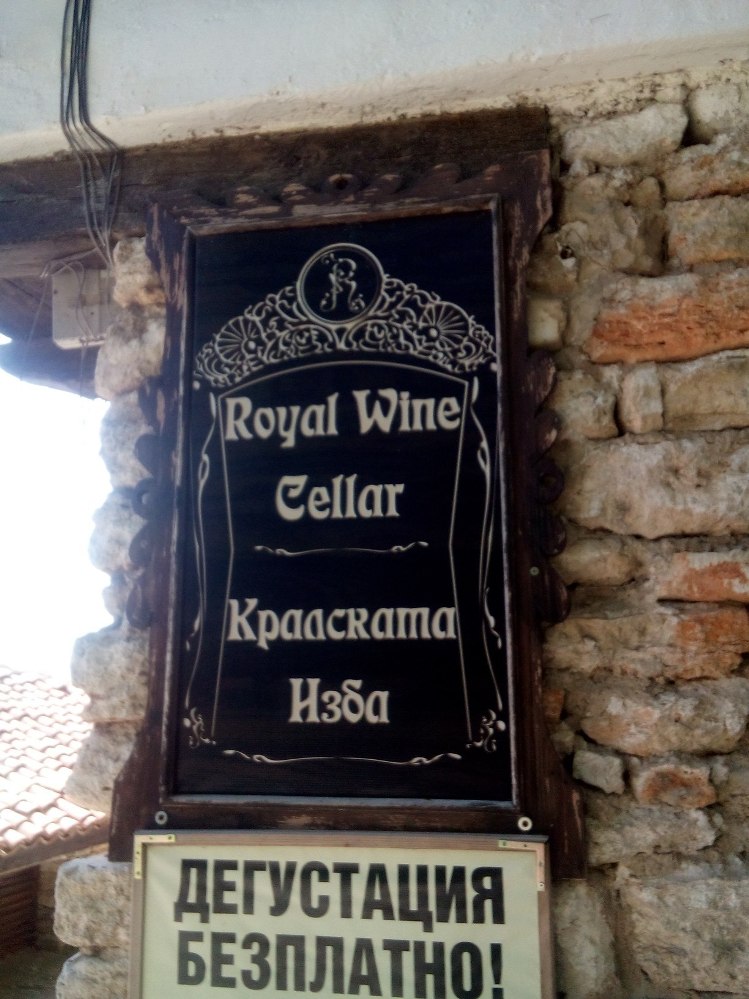 R
Royal Wine
Cellar
Кралската
Изба
ДЕГУСТАЦИЯ
БЕЗПЛАТНО!